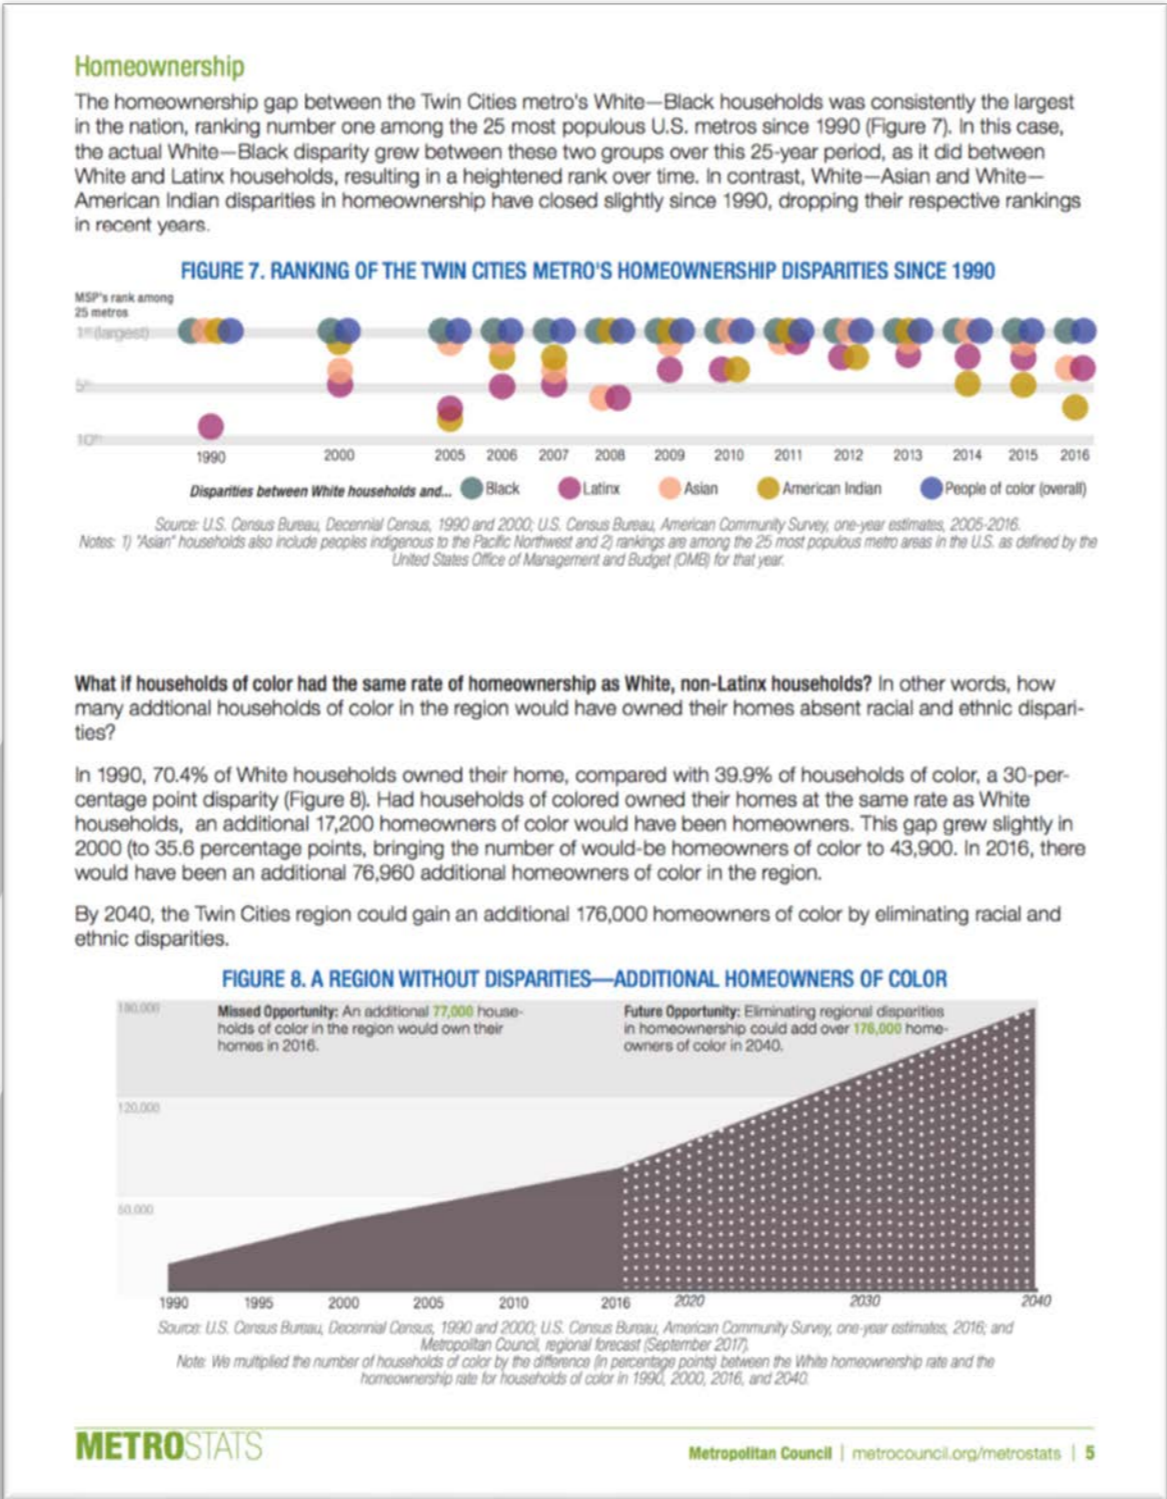 Homeownership
The homeownership gap between the Twin Cities metro's White—Black households was consistently the largest
in the nation, ranking number one among the 25 most populous U.S. metros since 1990 (Figure 7). In this case,
the actual White—Black disparity grew between these two groups over this 25-year period, as it did between
White and Latinx households, resulting in a heightened rank over time. In contrast, White—Asian and White—
American Indian disparities in homeownership have closed slightly since 1990, dropping their respective rankings
in recent years.
FIGURE 7. RANKING OF THE TWIN CITIES METRO'S HOMEOWNERSHIP DISPARITIES SINCE 1990
MSP's rank among
25 metros
1st (largest)
5th
10th
1990 2000 2005 2006 2007 2008 2009 2010 2011 2012 2013 2014 2015 2016
Disparities between White households and... Black Latinx Asian American Indian People of color (overall)
Source: U.S. Census Bureau, Decennial Census, 1990 and 2000; U.S. Census Bureau, American Community Survey, one-year estimates, 2005-2016.
Notes: 1) "Asian" households also include peoples indigenous to the Pacific Northwest and 2) rankings are among the 25 most populous metro areas in the U.S. as defined by the
United States Office of Management and Budget (OMB) for that year.
What if households of color had the same rate of homeownership as White, non-Latinx households? In other words, how
many addtional households of color in the region would have owned their homes absent racial and ethnic dispari-
ties?
In 1990, 70.4% of White households owned their home, compared with 39.9% of households of color, a 30-per-
centage point disparity (Figure 8). Had households of colored owned their homes at the same rate as White
households, an additional 17,200 homeowners of color would have been homeowners. This gap grew slightly in
2000 (to 35.6 percentage points, bringing the number of would-be homeowners of color to 43,900. In 2016, there
would have been an additional 76,960 additional homeowners of color in the region.
By 2040, the Twin Cities region could gain an additional 176,000 homeowners of color by eliminating racial and
ethnic disparities.
FIGURE 8. A REGION WITHOUT DISPARITIES—ADDITIONAL HOMEOWNERS OF COLOR
180,000
Missed Opportunity: An additional 77,000 house-
holds of color in the region would own their
homes in 2016.
Future Opportunity: Eliminating regional disparities
in homeownership could add over 176,000 home-
owners of color in 2040.
120,000
60,000
1990 1995 2000 2005 2010 2016 2020 2030 2040
Source: U.S. Census Bureau, Decennial Census, 1990 and 2000; U.S. Census Bureau, American Community Survey, one-year estimates, 2016; and
Metropolitan Council, regional forecast (September 2017).
Note: We multiplied the number of households of color by the difference (in percentage points) between the White homeownership rate and the
homeownership rate for households of color in 1990, 2000, 2016, and 2040.
METROSTATS
Metropolitan Council | metrocouncil.org/metrostats | 5